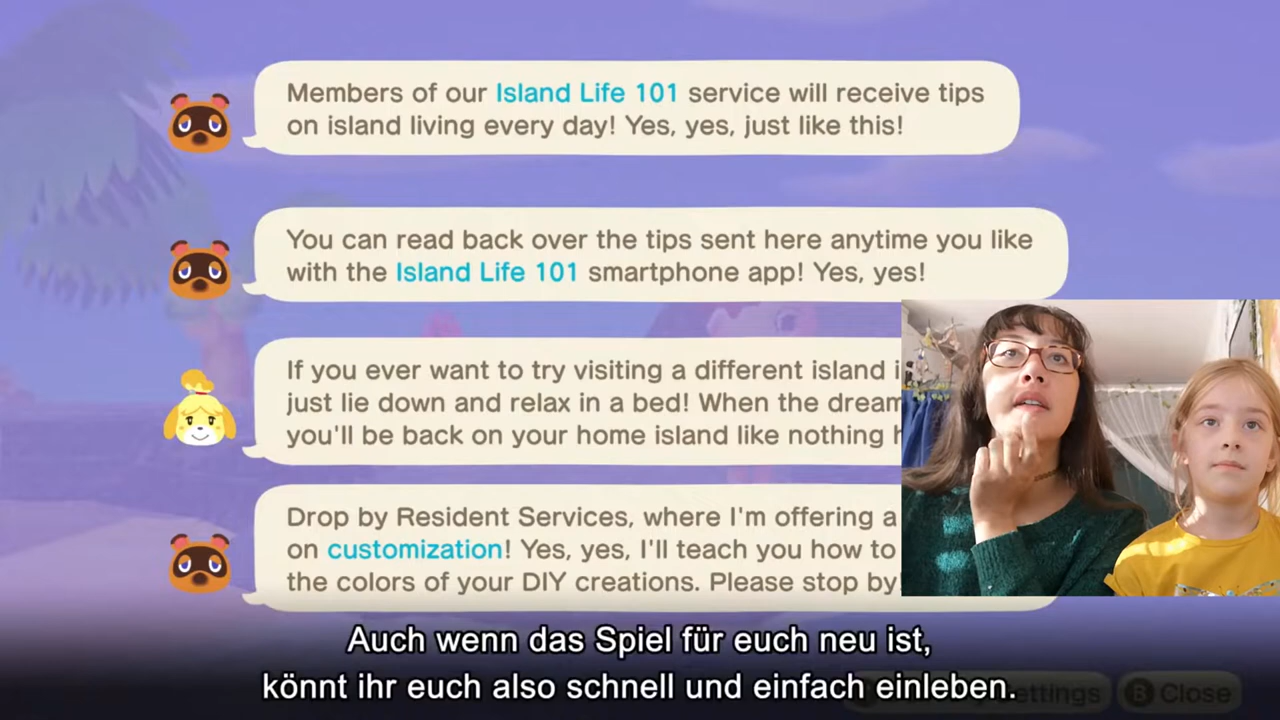 Members of our Island Life 101 service will receive tips
on island living every day! Yes, yes, just like this!
You can read back over the tips sent here anytime you like
with the Island Life 101 smartphone app! Yes, yes!
If you ever want to try visiting a different island
just lie down and relax in a bed! When the dream
you'll be back on your home island like nothing
Drop by Resident Services, where I'm offering a
on customization! Yes, yes, I'll teach you how to
the colors of your DIY creations. Please stop by
Auch wenn das Spiel für euch neu ist,
könnt ihr euch also schnell und einfach einleben.
Settings B Close